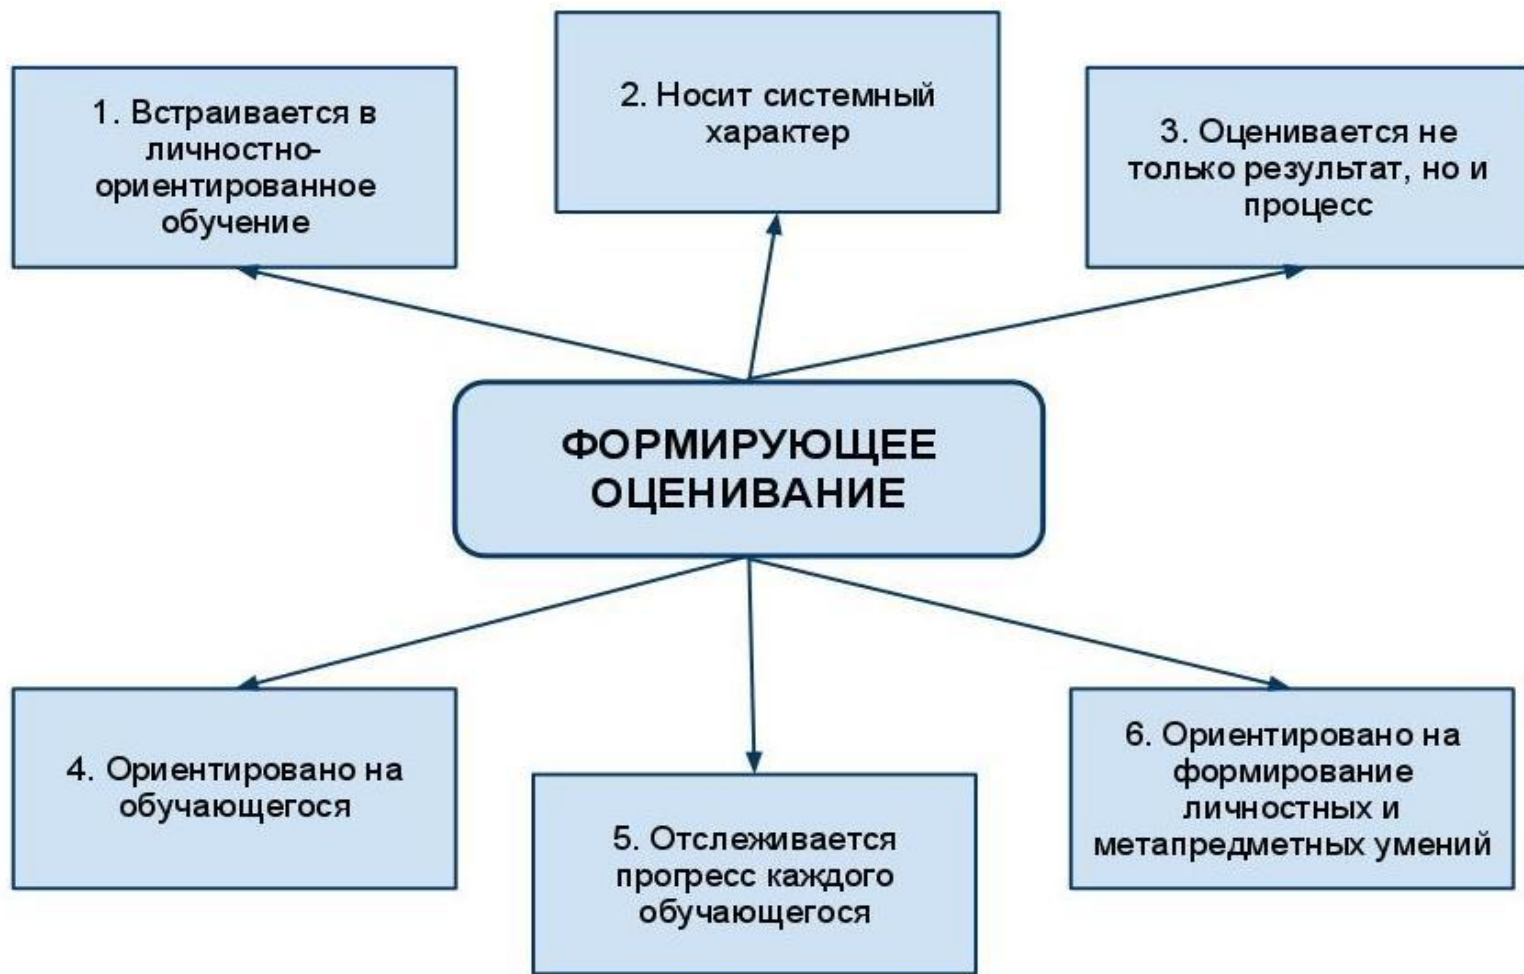 1. Встраивается в
личностно-
ориентированное
обучение
2. Носит системный
характер
3. Оценивается не
только результат, но и
процесс
ФОРМИРУЮЩЕЕ
ОЦЕНИВАНИЕ
4. Ориентировано на
обучающегося
5. Отслеживается
прогресс каждого
обучающегося
6. Ориентировано на
формирование
личностных и
метапредметных умений